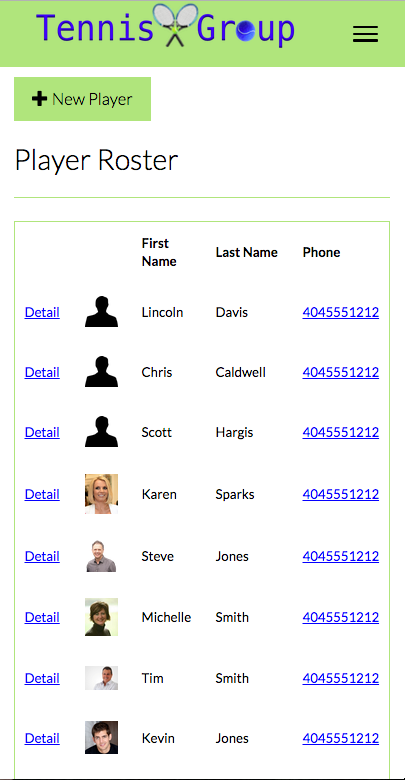 Tennis Group
New Player
Player Roster
First Name Last Name Phone
Detail Lincoln Davis 4045551212
Detail Chris Caldwell 4045551212
Detail Scott Hargis 4045551212
Detail Karen Sparks 4045551212
Detail Steve Jones 4045551212
Detail Michelle Smith 4045551212
Detail Tim Smith 4045551212
Detail Kevin Jones 4045551212